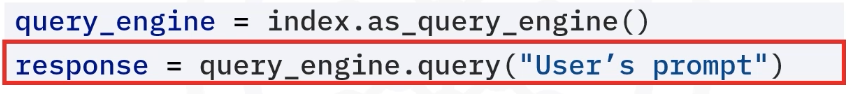 query_engine = index.as_query_engine()
response = query_engine.query("User’s prompt")